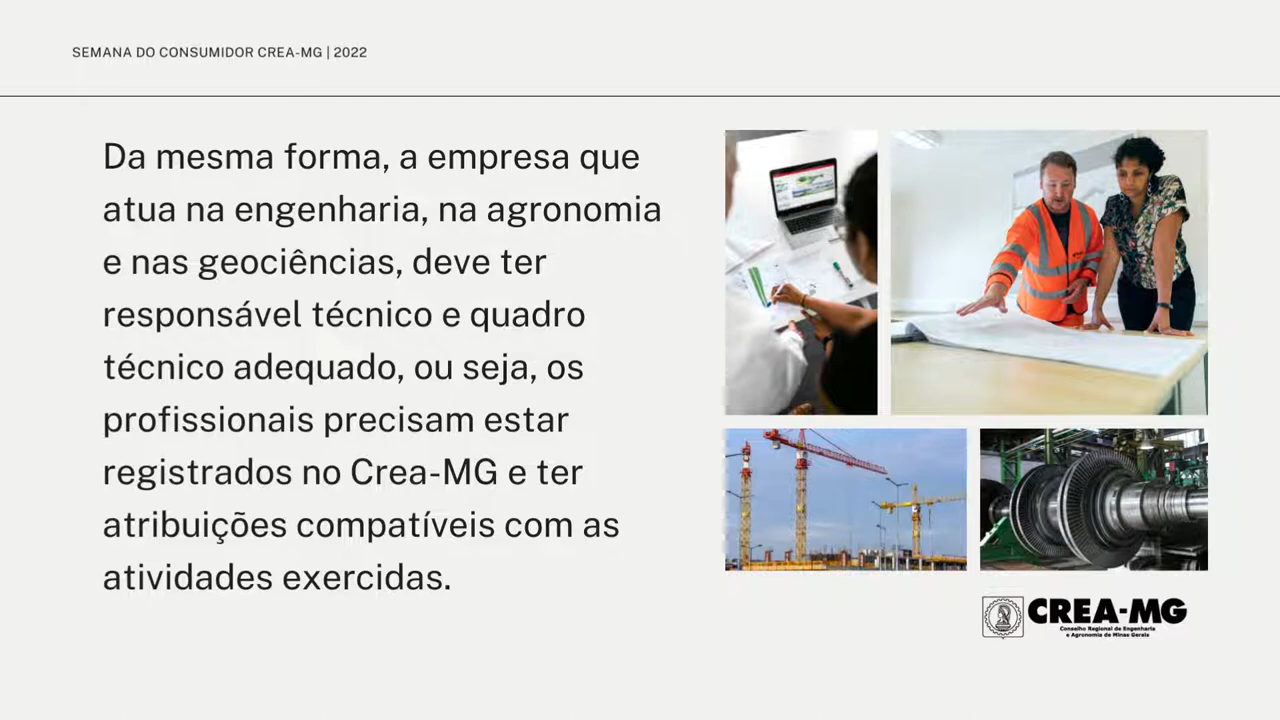 SEMANA DO CONSUMIDOR CREA-MG | 2022
Da mesma forma, a empresa que
atua na engenharia, na agronomia
e nas geociências, deve ter
responsável técnico e quadro
técnico adequado, ou seja, os
profissionais precisam estar
registrados no Crea-MG e ter
atribuições compatíveis com as
atividades exercidas.
CREA-MG
Conselho Regional de Engenharia
e Agronomia de Minas Gerais